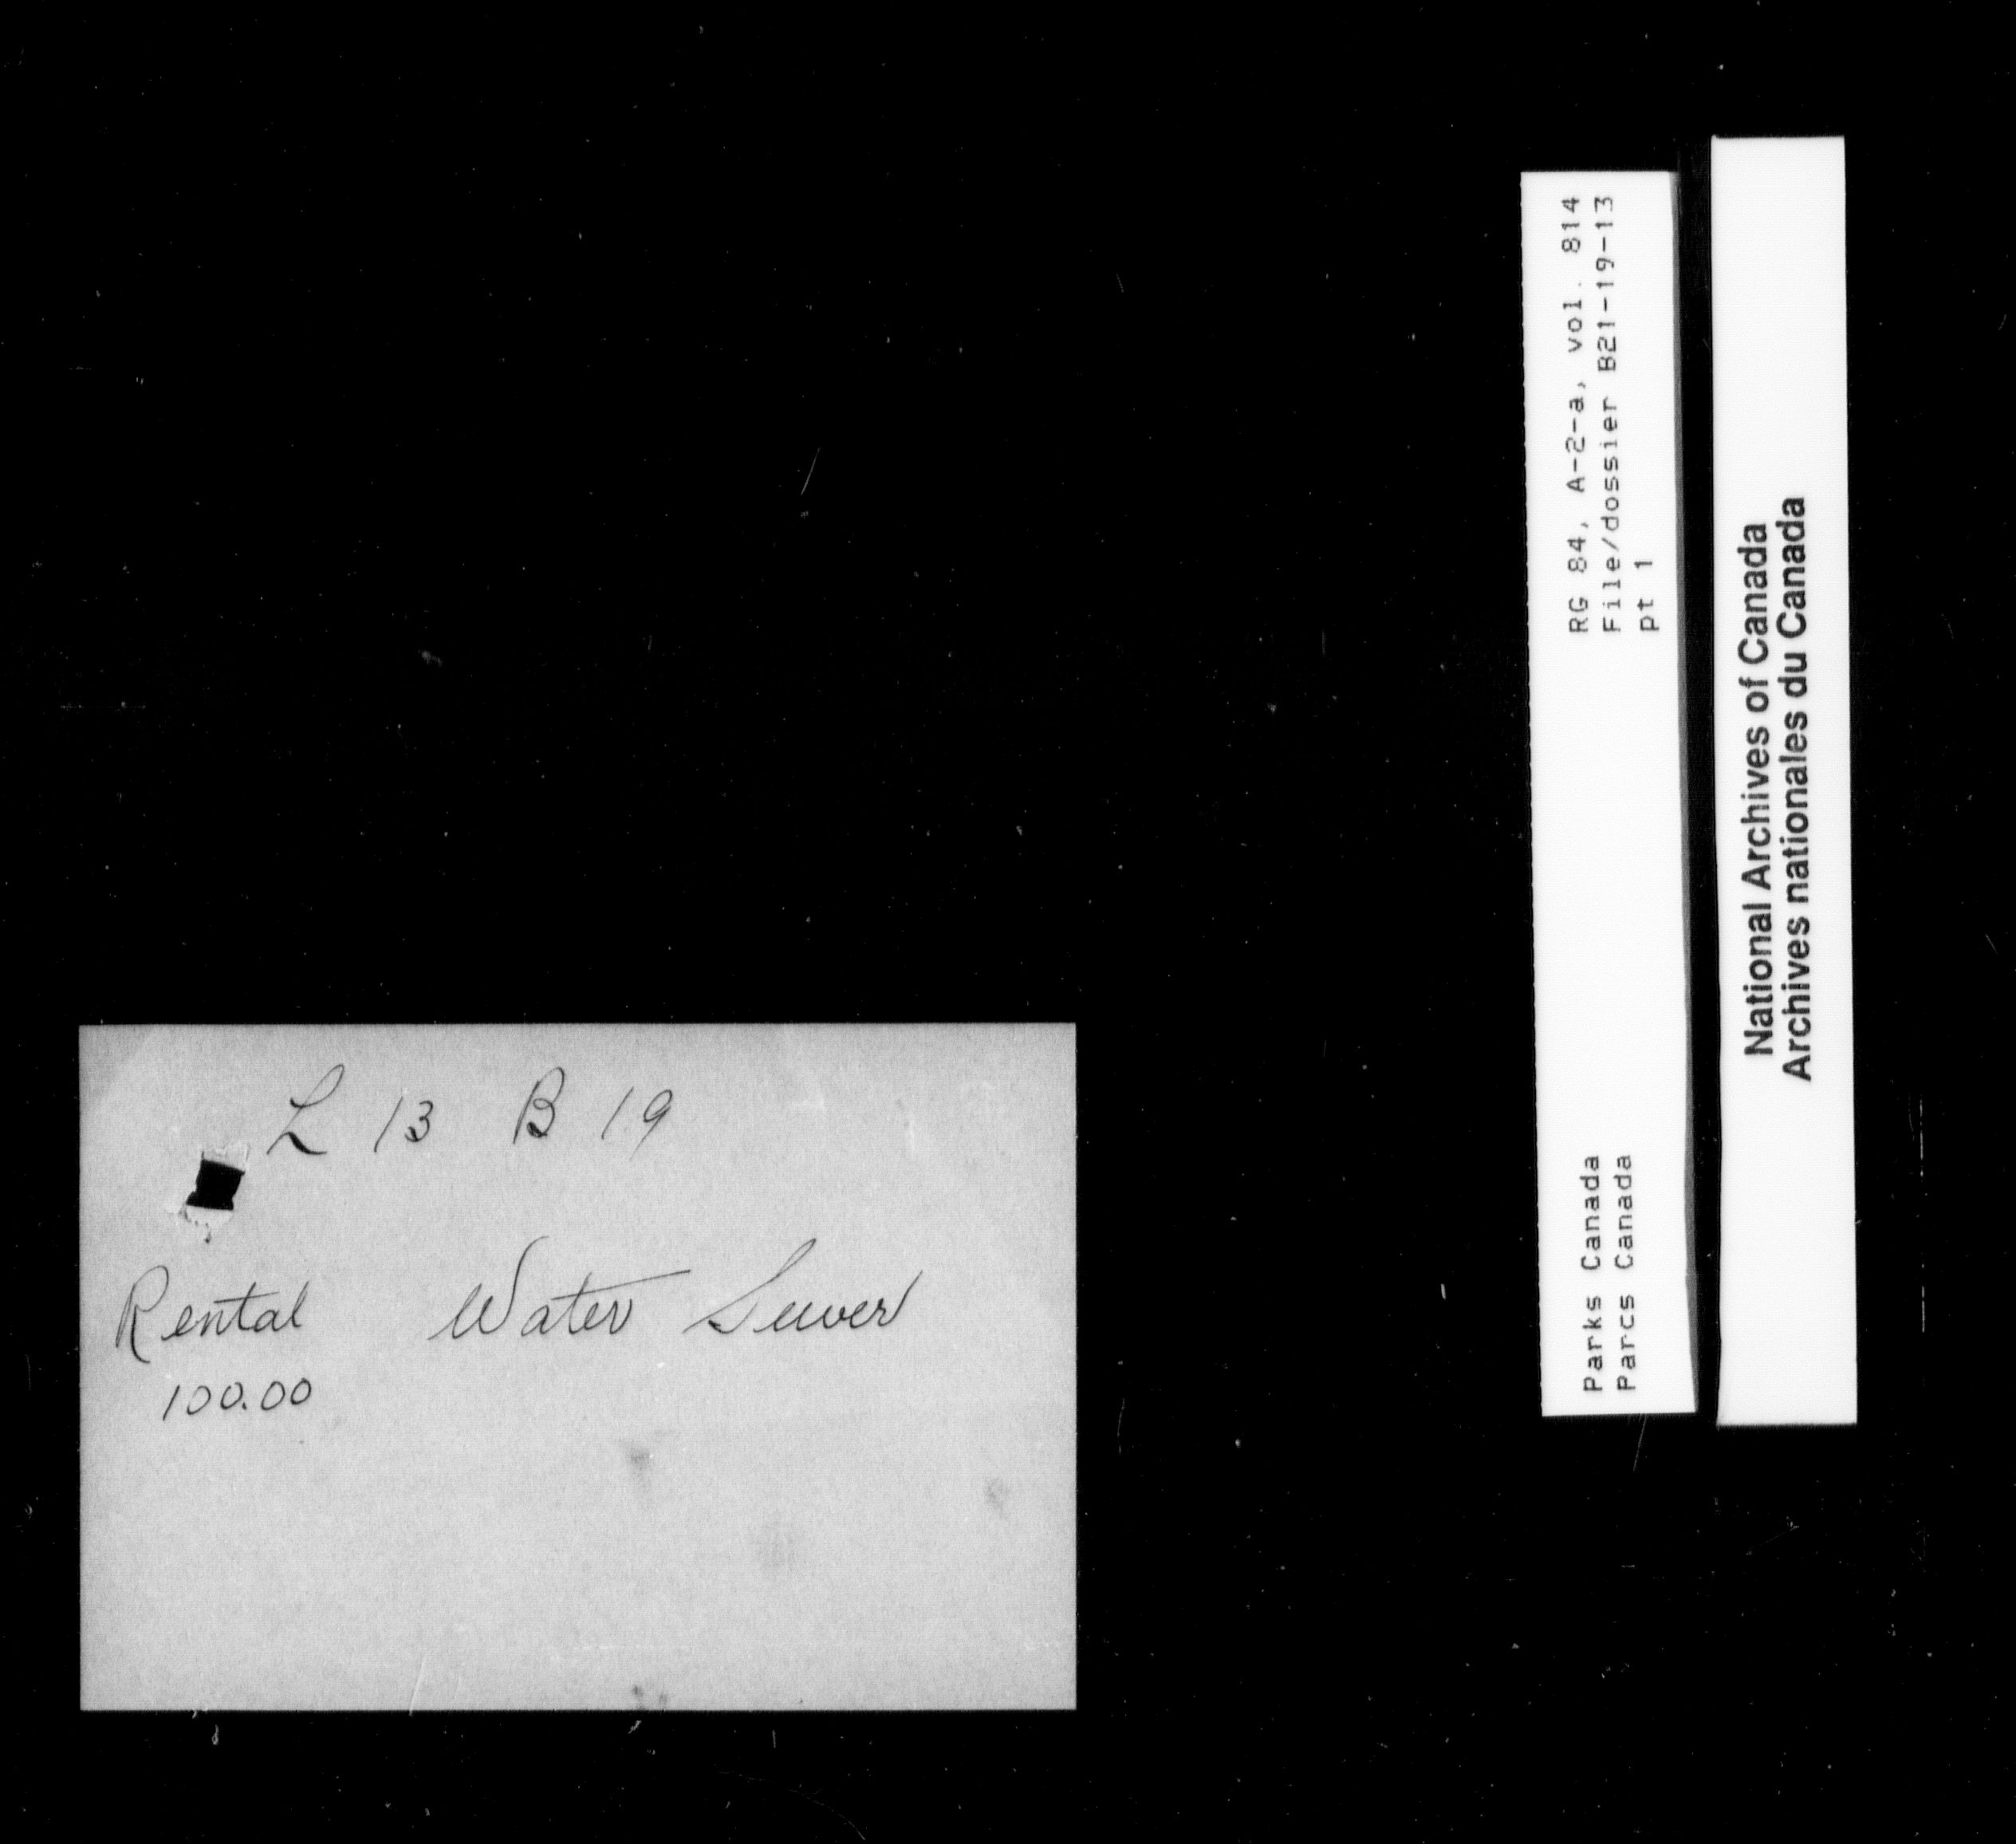 L 13 B 19
Rental Water Sewer
100.00
Parks Canada
Parcs Canada
RG 84, A-2-a, vol. 814
File/dossier B21-19-13
pt 1
National Archives of Canada
Archives nationales du Canada